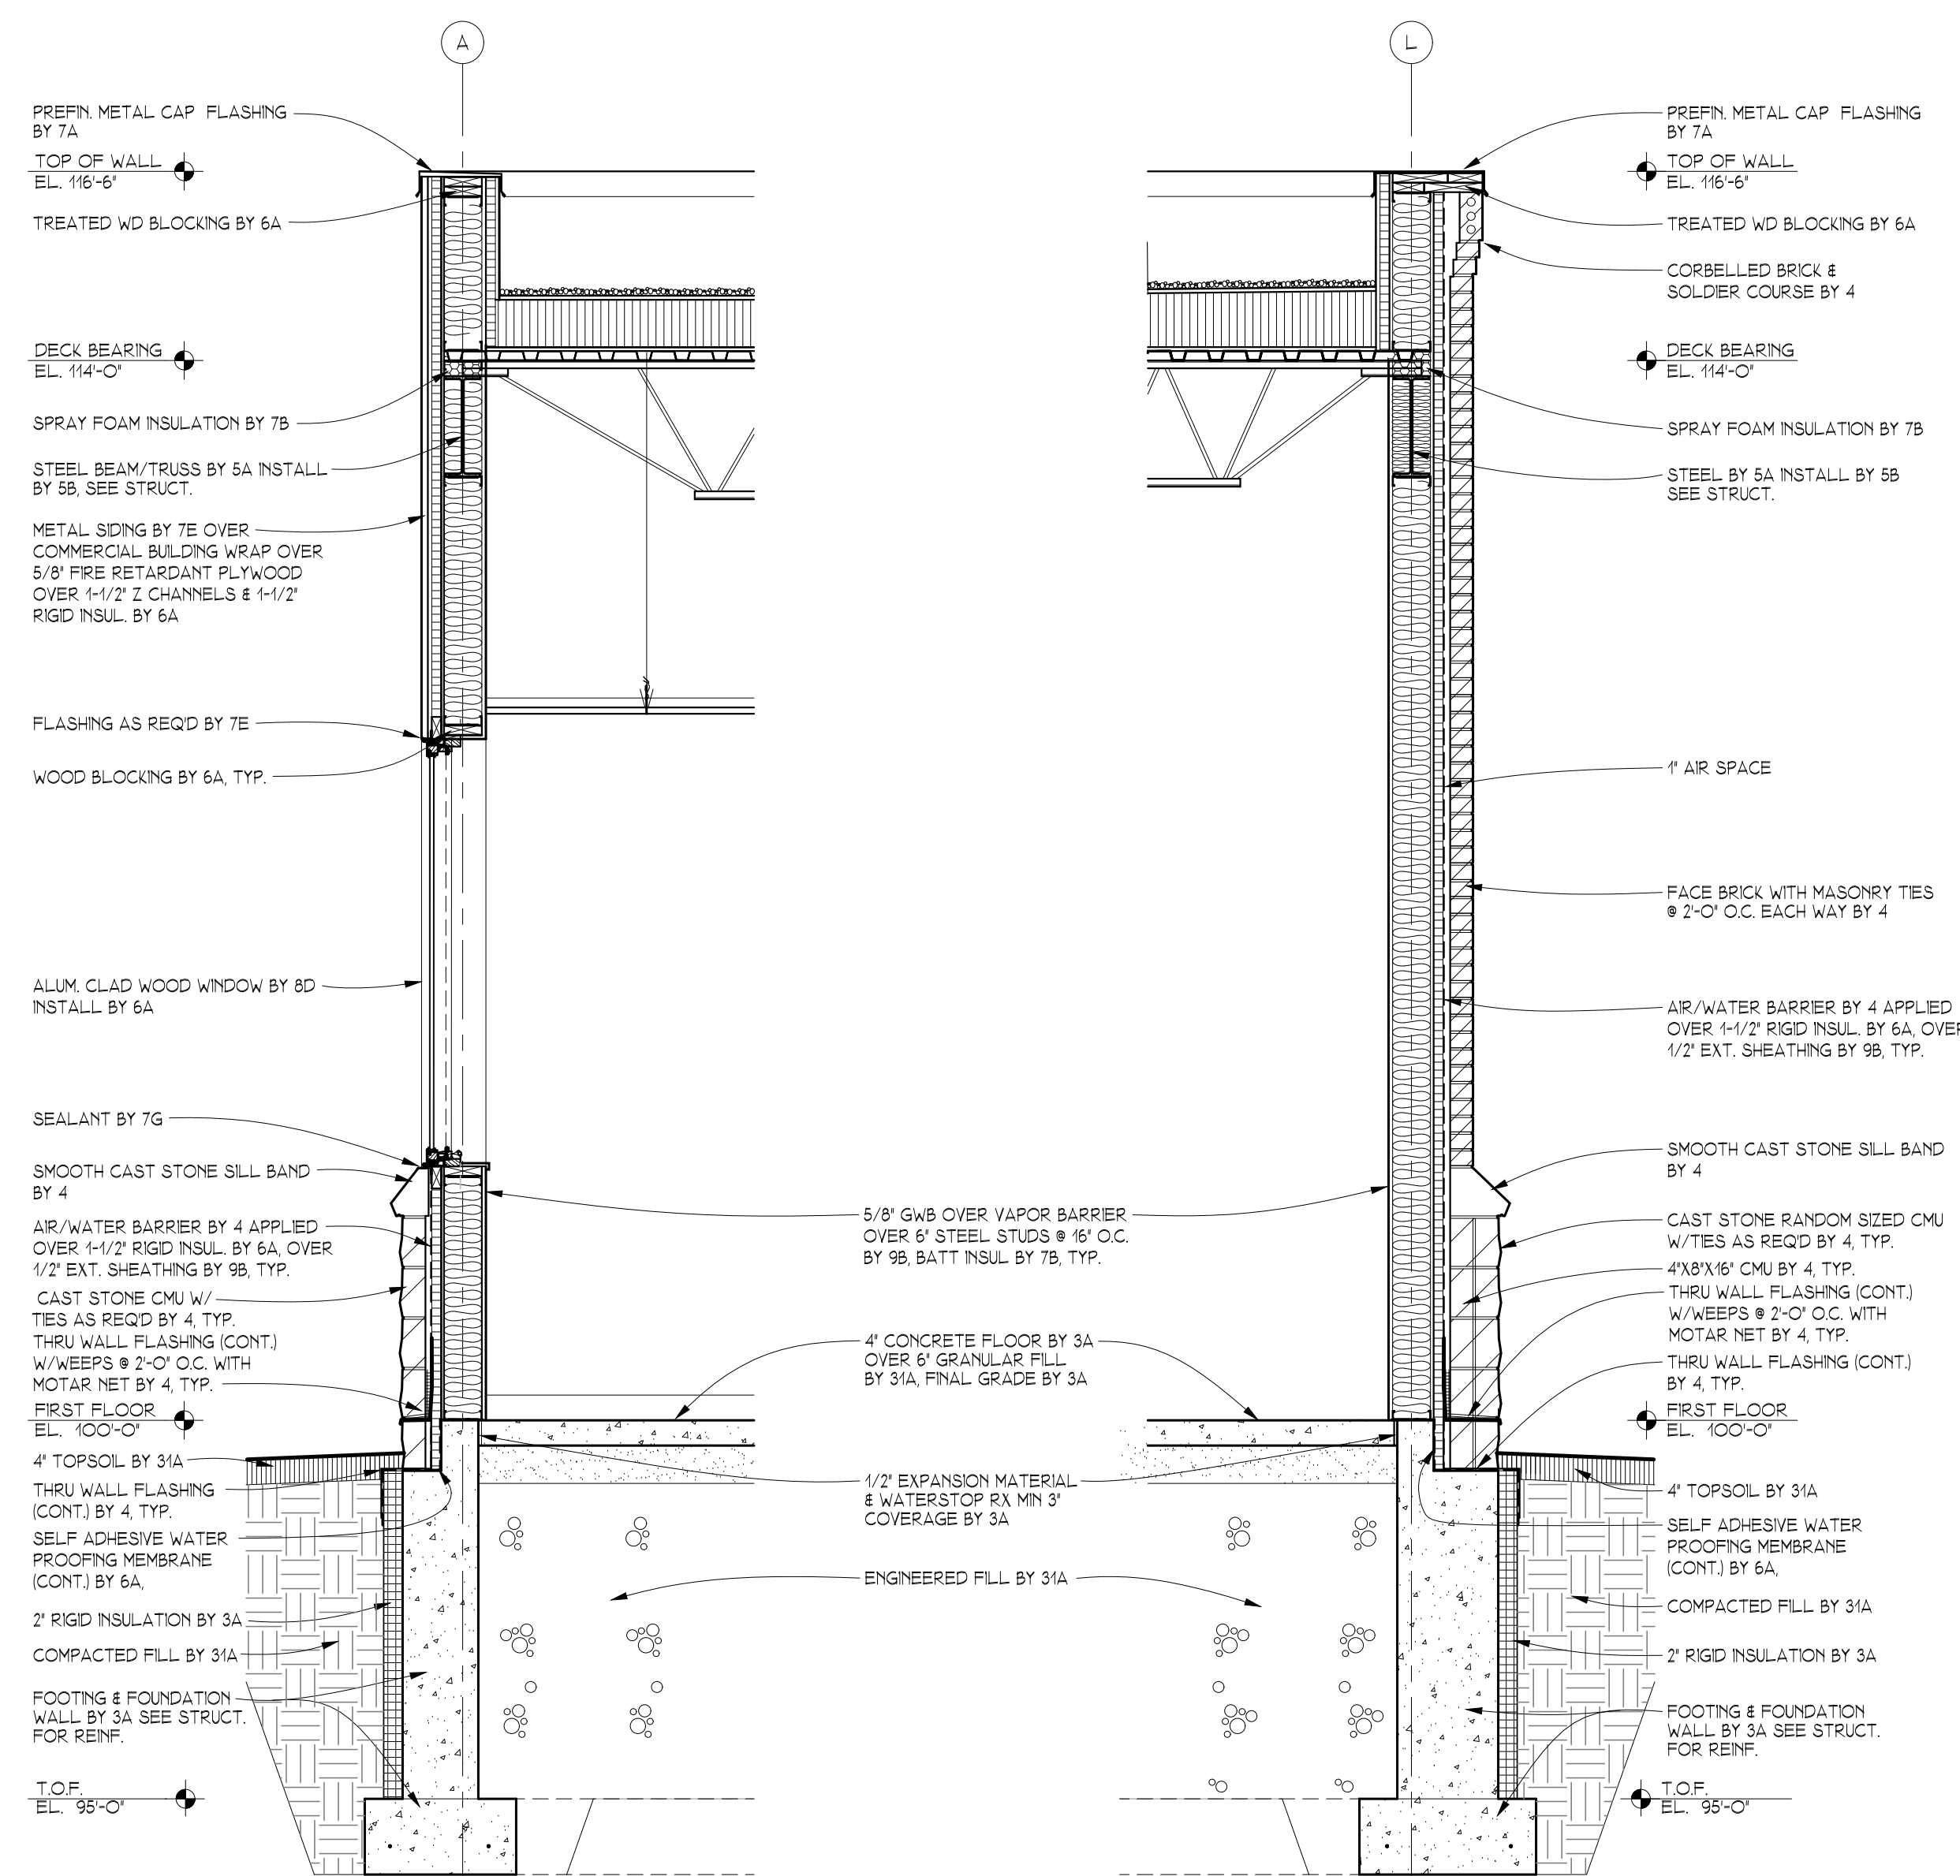 A
L
PREFIN. METAL CAP FLASHING
BY 7A
TOP OF WALL
EL. 116'-6"
TREATED WD BLOCKING BY 6A
DECK BEARING
EL. 114'-0"
SPRAY FOAM INSULATION BY 7B
STEEL BEAM/TRUSS BY 5A INSTALL
BY 5B, SEE STRUCT.
METAL SIDING BY 7E OVER
COMMERCIAL BUILDING WRAP OVER
5/8" FIRE RETARDANT PLYWOOD
OVER 1-1/2" Z CHANNELS & 1-1/2"
RIGID INSUL. BY 6A
FLASHING AS REQ'D BY 7E
WOOD BLOCKING BY 6A, TYP.
ALUM. CLAD WOOD WINDOW BY 8D
INSTALL BY 6A
SEALANT BY 7G
SMOOTH CAST STONE SILL BAND
BY 4
AIR/WATER BARRIER BY 4 APPLIED
OVER 1-1/2" RIGID INSUL. BY 6A, OVER
1/2" EXT. SHEATHING BY 9B, TYP.
CAST STONE CMU W/
TIES AS REQ'D BY 4, TYP.
THRU WALL FLASHING (CONT.)
W/WEEPS @ 2'-0" O.C. WITH
MOTAR NET BY 4, TYP.
FIRST FLOOR
EL. 100'-0"
4" TOPSOIL BY 31A
THRU WALL FLASHING
(CONT.) BY 4, TYP.
SELF ADHESIVE WATER
PROOFING MEMBRANE
(CONT.) BY 6A,
2" RIGID INSULATION BY 3A
COMPACTED FILL BY 31A
FOOTING & FOUNDATION
WALL BY 3A SEE STRUCT.
FOR REINF.
T.O.F.
EL. 95'-0"
5/8" GWB OVER VAPOR BARRIER
OVER 6" STEEL STUDS @ 16" O.C.
BY 9B, BATT INSUL BY 7B, TYP.
4" CONCRETE FLOOR BY 3A
OVER 6" GRANULAR FILL
BY 31A, FINAL GRADE BY 3A
1/2" EXPANSION MATERIAL
& WATERSTOP RX MIN 3"
COVERAGE BY 3A
ENGINEERED FILL BY 31A
PREFIN. METAL CAP FLASHING
BY 7A
TOP OF WALL
EL. 116'-6"
TREATED WD BLOCKING BY 6A
CORBELLED BRICK &
SOLDIER COURSE BY 4
DECK BEARING
EL. 114'-0"
SPRAY FOAM INSULATION BY 7B
STEEL BY 5A INSTALL BY 5B
SEE STRUCT.
1" AIR SPACE
FACE BRICK WITH MASONRY TIES
@ 2'-0" O.C. EACH WAY BY 4
AIR/WATER BARRIER BY 4 APPLIED
OVER 1-1/2" RIGID INSUL. BY 6A, OVER
1/2" EXT. SHEATHING BY 9B, TYP.
SMOOTH CAST STONE SILL BAND
BY 4
CAST STONE RANDOM SIZED CMU
W/TIES AS REQ'D BY 4, TYP.
4"X8"X16" CMU BY 4, TYP.
THRU WALL FLASHING (CONT.)
W/WEEPS @ 2'-0" O.C. WITH
MOTAR NET BY 4, TYP.
THRU WALL FLASHING (CONT.)
BY 4, TYP.
FIRST FLOOR
EL. 100'-0"
4" TOPSOIL BY 31A
SELF ADHESIVE WATER
PROOFING MEMBRANE
(CONT.) BY 6A,
COMPACTED FILL BY 31A
2" RIGID INSULATION BY 3A
FOOTING & FOUNDATION
WALL BY 3A SEE STRUCT.
FOR REINF.
T.O.F.
EL. 95'-0"